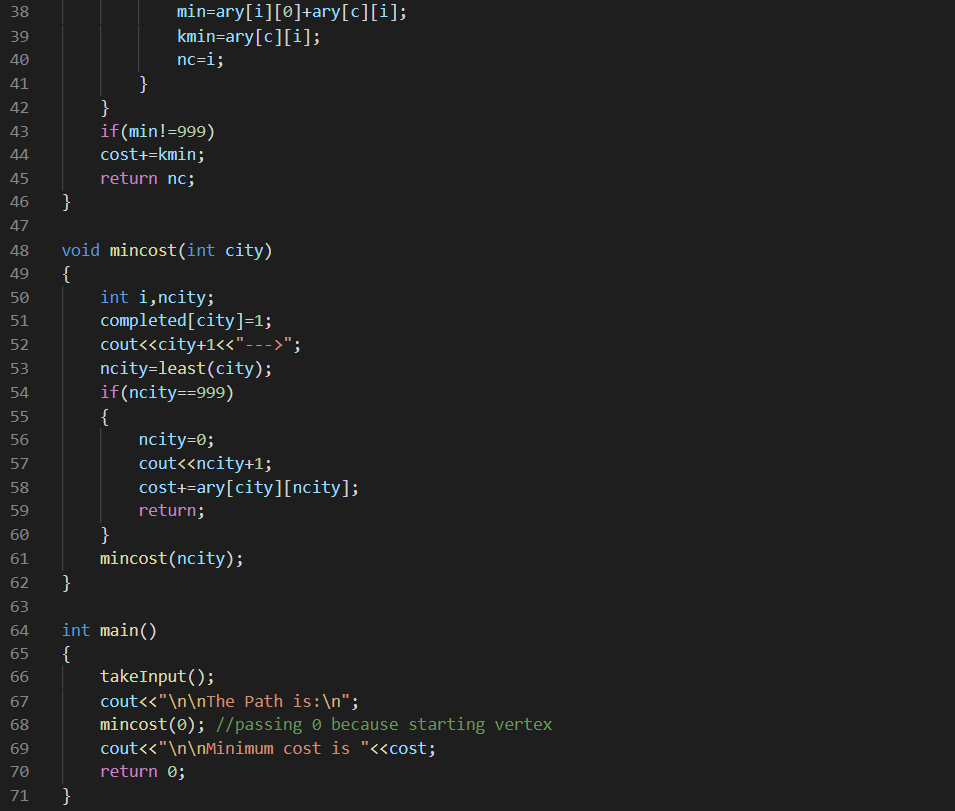 38 min=ary[i][0]+ary[c][i];
39 kmin=ary[c][i];
40 nc=i;
41 }
42 }
43 if(min!=999)
44 cost+=kmin;
45 return nc;
46 }
47
48 void mincost(int city)
49 {
50 int i,ncity;
51 completed[city]=1;
52 cout<<city+1<<"--->";
53 ncity=least(city);
54 if(ncity==999)
55 {
56 ncity=0;
57 cout<<ncity+1;
58 cost+=ary[city][ncity];
59 return;
60 }
61 mincost(ncity);
62 }
63
64 int main()
65 {
66 takeInput();
67 cout<<"\n\nThe Path is:\n";
68 mincost(0); //passing 0 because starting vertex
69 cout<<"\n\nMinimum cost is "<<cost;
70 return 0;
71 }